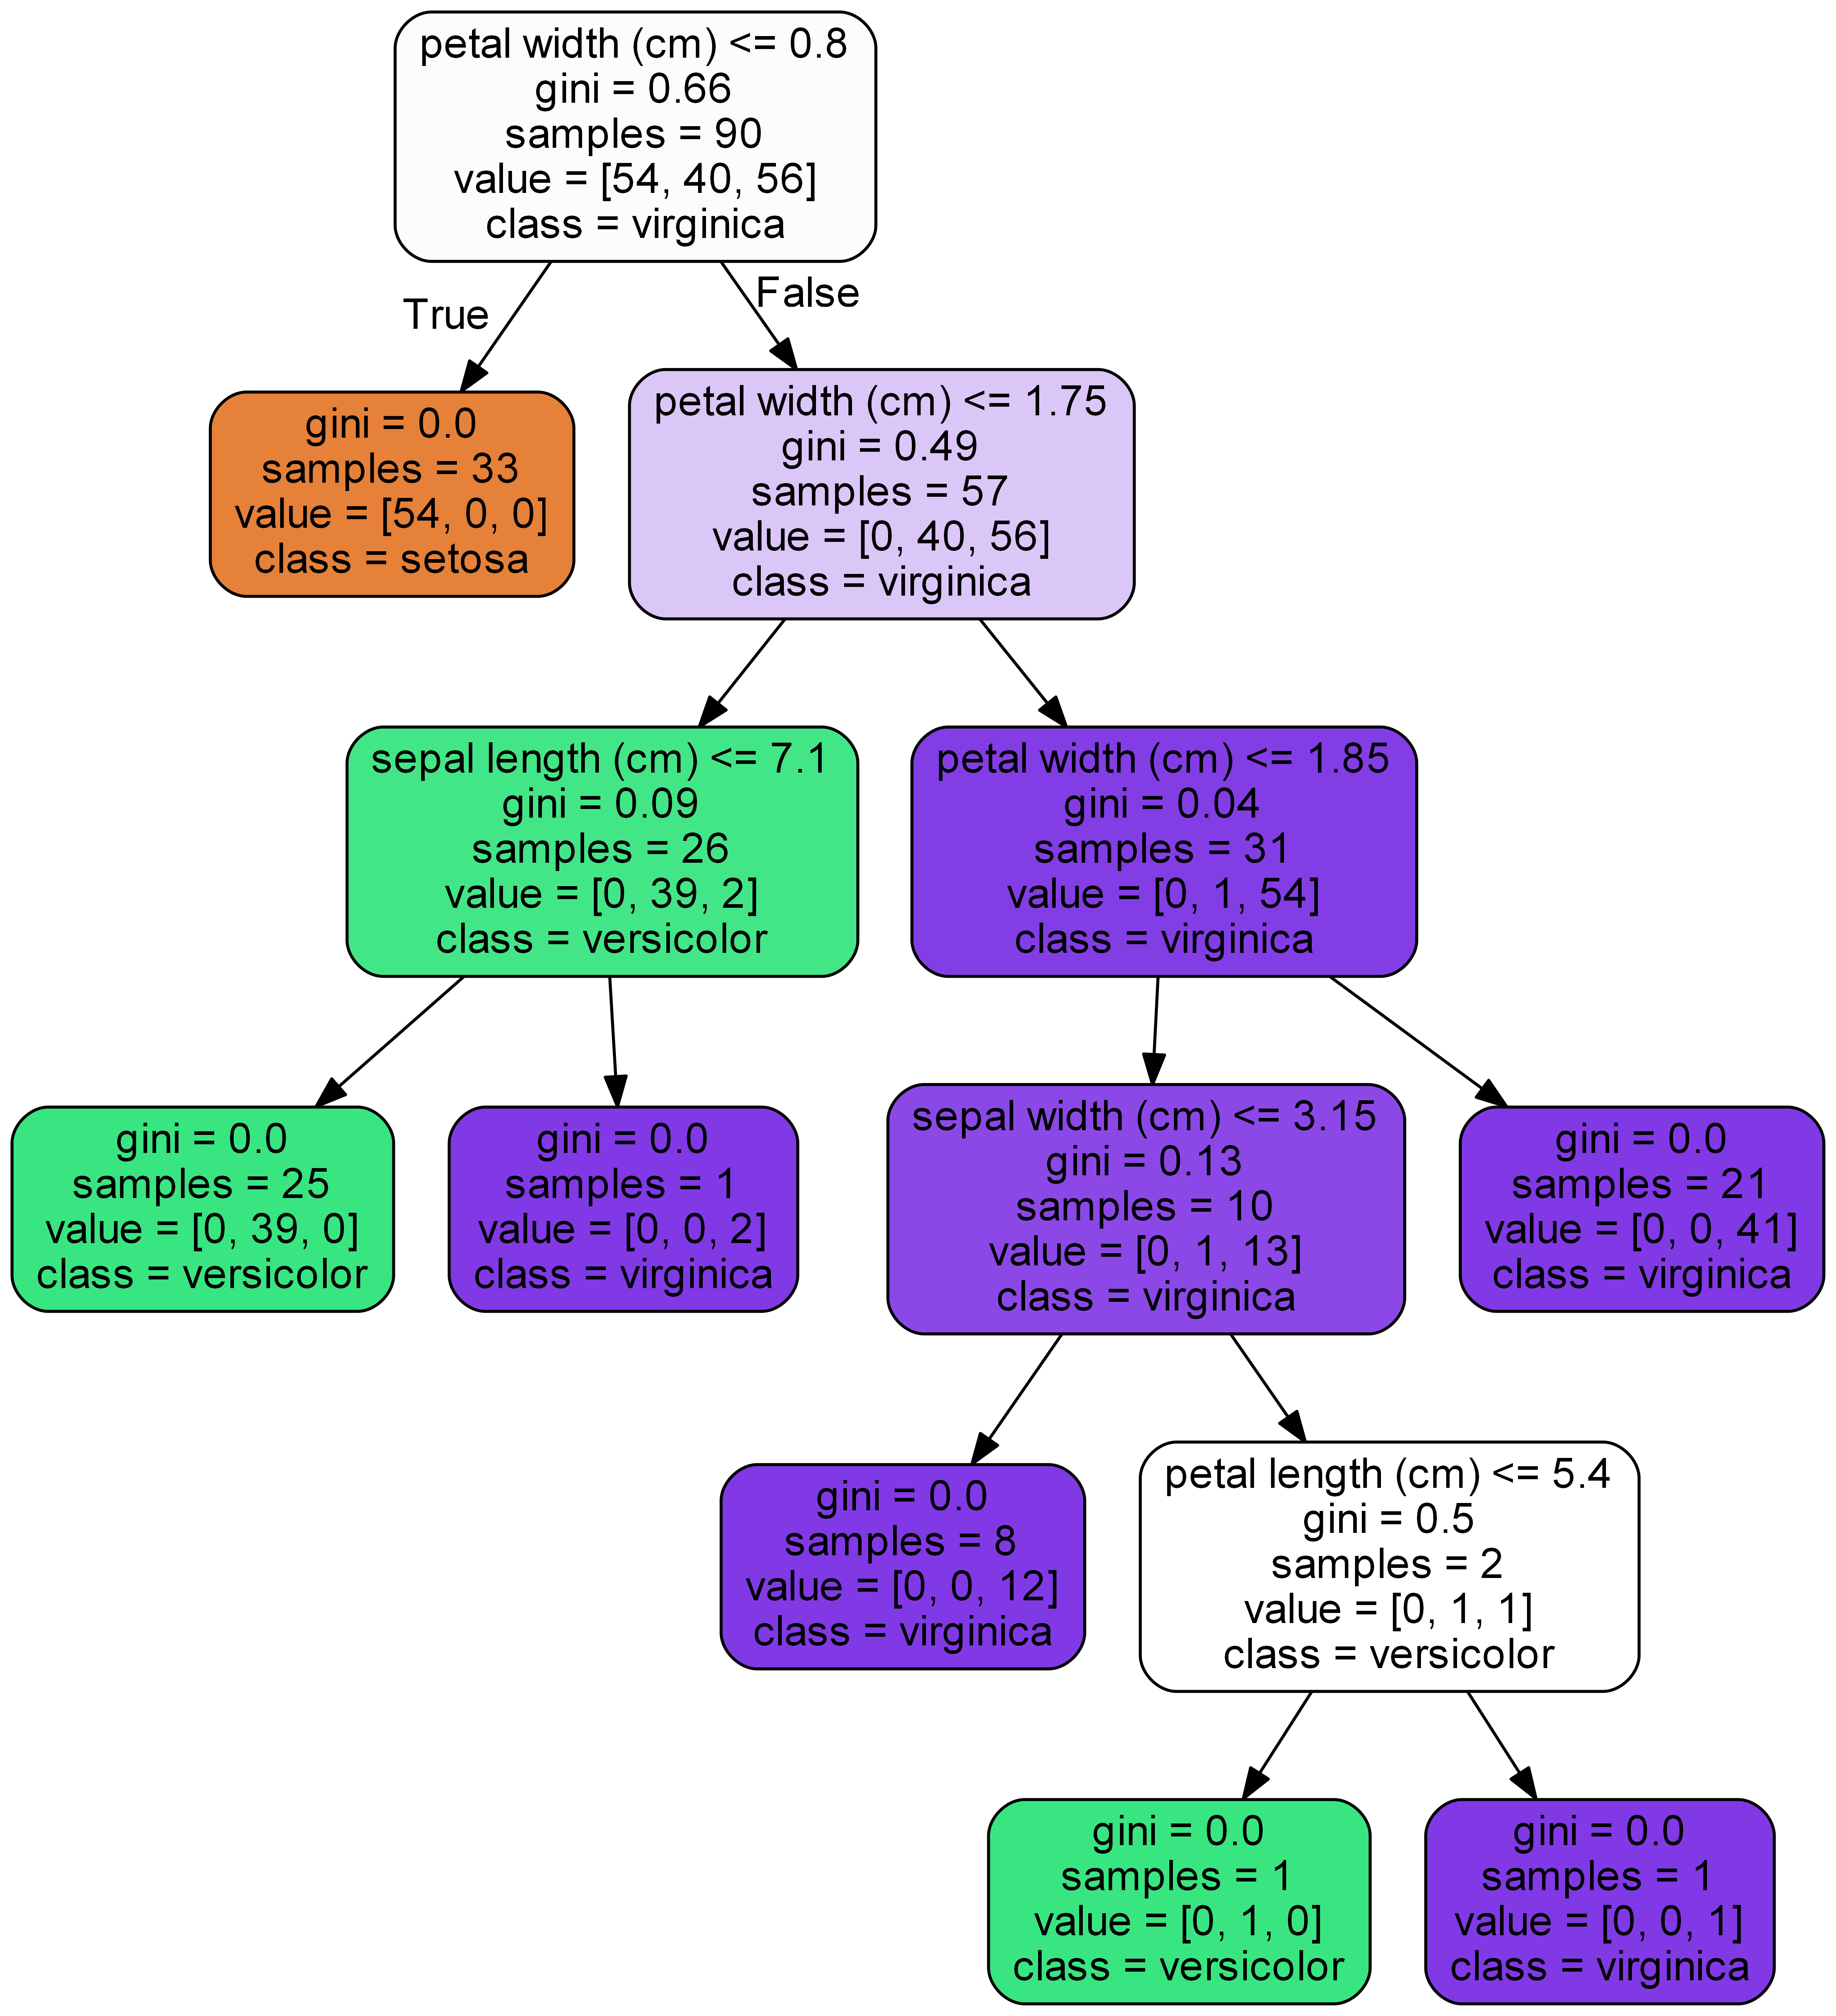 petal width (cm) <= 0.8
gini = 0.66
samples = 90
value = [54, 40, 56]
class = virginica
True
False
gini = 0.0
samples = 33
value = [54, 0, 0]
class = setosa
petal width (cm) <= 1.75
gini = 0.49
samples = 57
value = [0, 40, 56]
class = virginica
sepal length (cm) <= 7.1
gini = 0.09
samples = 26
value = [0, 39, 2]
class = versicolor
petal width (cm) <= 1.85
gini = 0.04
samples = 31
value = [0, 1, 54]
class = virginica
gini = 0.0
samples = 25
value = [0, 39, 0]
class = versicolor
gini = 0.0
samples = 1
value = [0, 0, 2]
class = virginica
sepal width (cm) <= 3.15
gini = 0.13
samples = 10
value = [0, 1, 13]
class = virginica
gini = 0.0
samples = 21
value = [0, 0, 41]
class = virginica
gini = 0.0
samples = 8
value = [0, 0, 12]
class = virginica
petal length (cm) <= 5.4
gini = 0.5
samples = 2
value = [0, 1, 1]
class = versicolor
gini = 0.0
samples = 1
value = [0, 1, 0]
class = versicolor
gini = 0.0
samples = 1
value = [0, 0, 1]
class = virginica